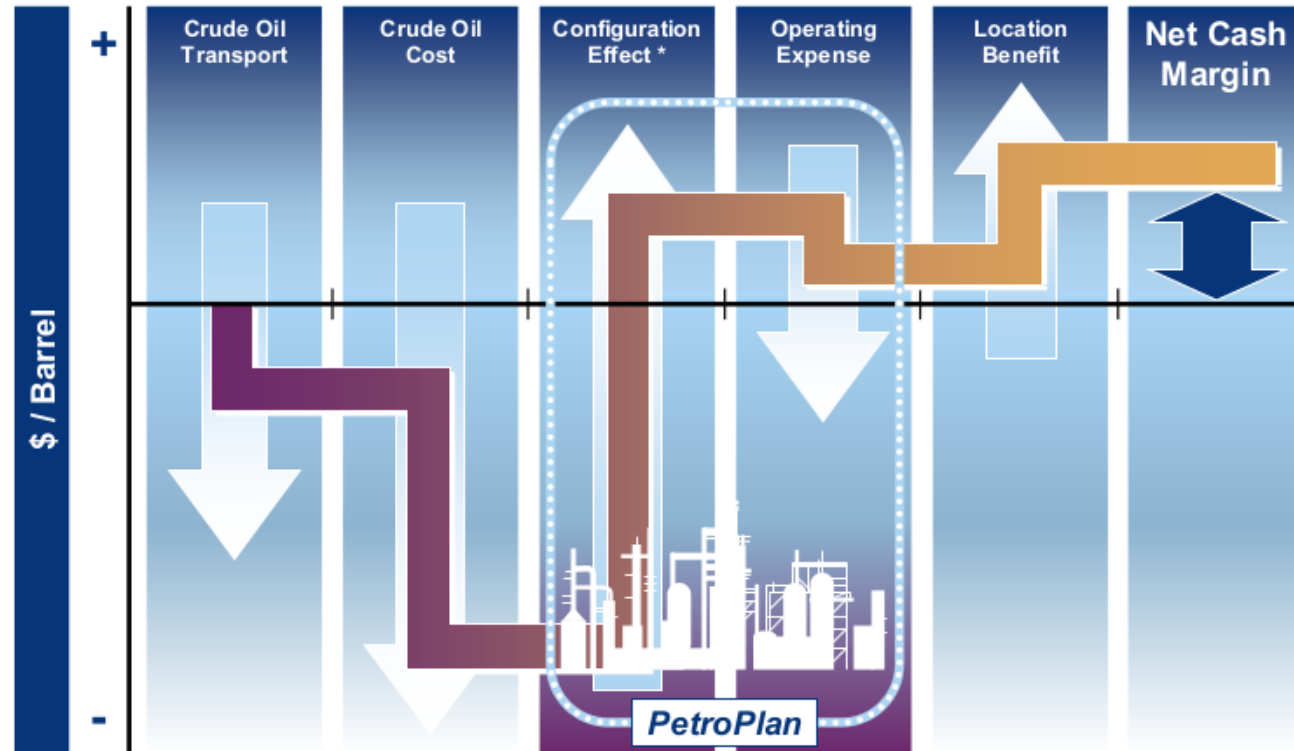 +
Crude Oil
Transport
Crude Oil
Cost
Configuration
Effect *
Operating
Expense
Location
Benefit
Net Cash
Margin
$ / Barrel
-
PetroPlan